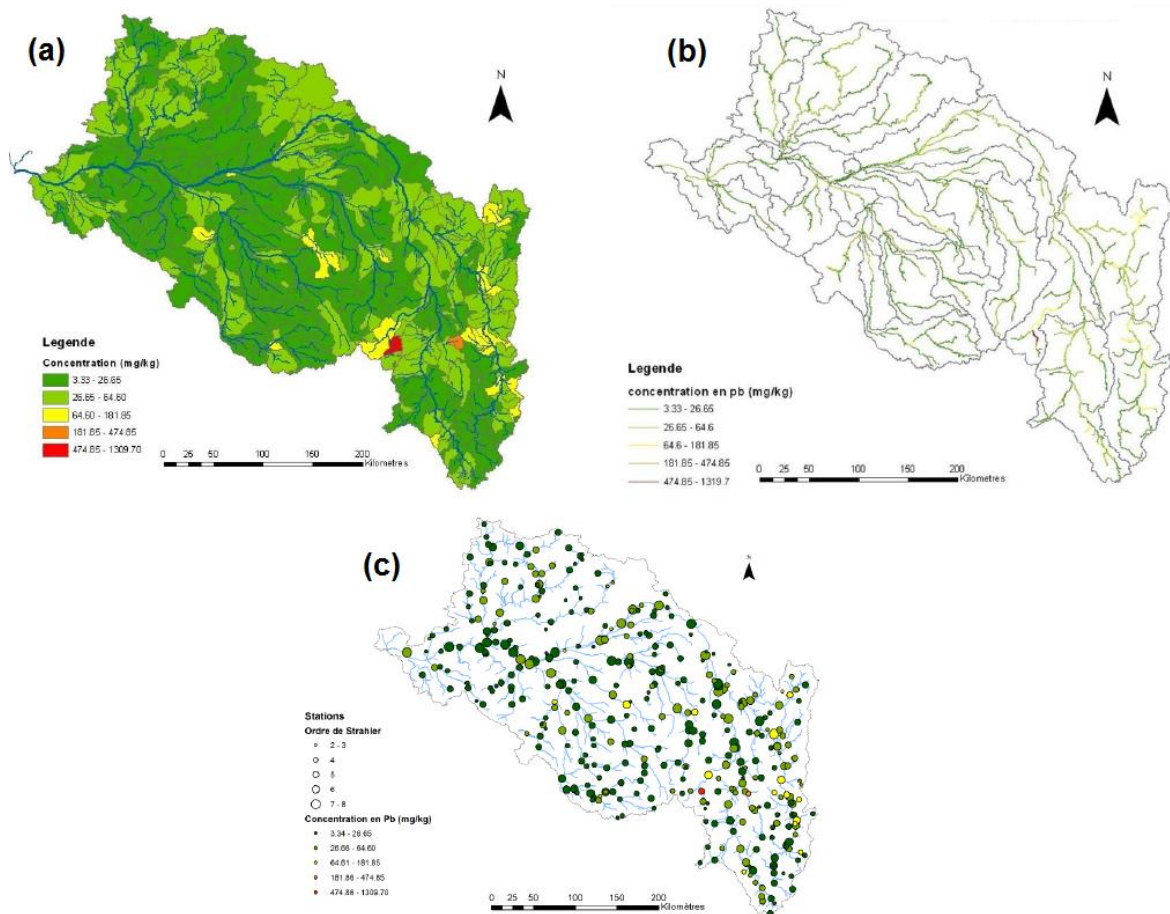 (a)
N
Legende
Concentration (mg/kg)
3.33 - 26.65
26.65 - 64.60
64.60 - 181.85
181.85 - 474.85
474.85 - 1309.70
0 25 50 100 150 200
Kilometres
(b)
N
Legende
concentration en pb (mg/kg)
3.33 - 26.65
26.65 - 64.6
64.6 - 181.85
181.85 - 474.85
474.85 - 1319.7
0 25 50 100 150 200
Kilometres
(c)
N
Stations
Ordre de Strahler
2 - 3
4
5
6
7 - 8
Concentration en Pb (mg/kg)
3.34 - 26.65
26.66 - 64.60
64.61 - 181.85
181.86 - 474.85
474.86 - 1309.70
0 25 50 100 150 200
Kilomètres